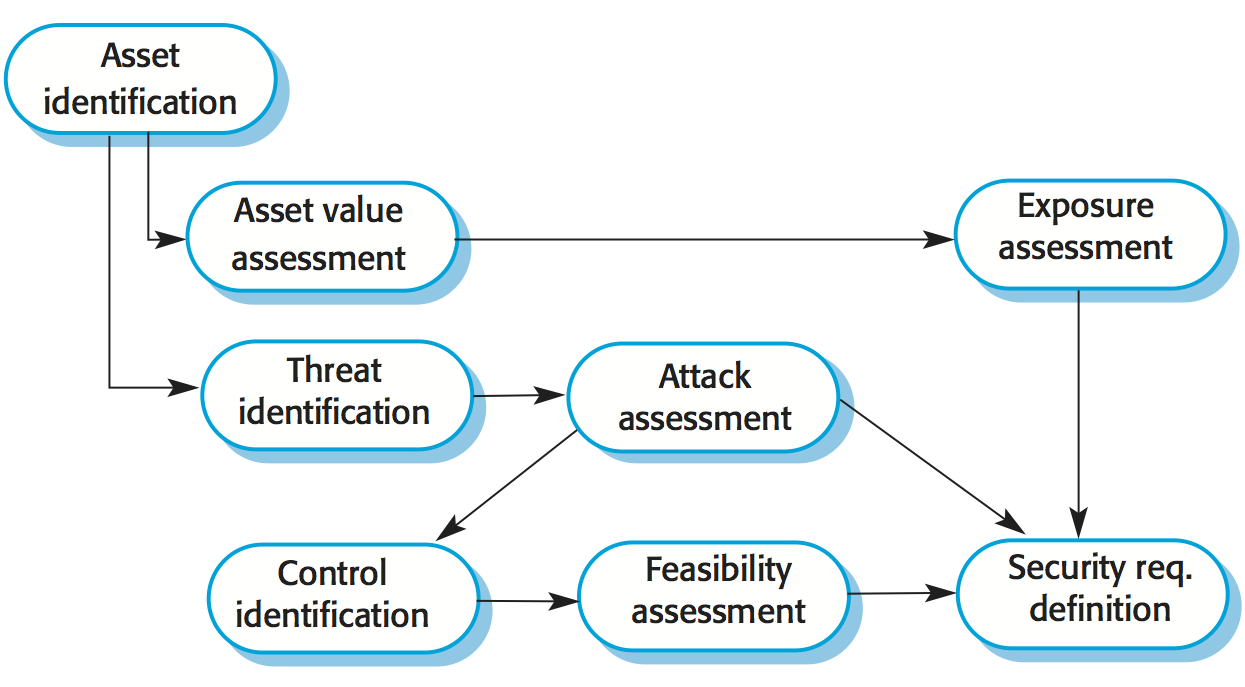 Asset
identification
Asset value
assessment
Exposure
assessment
Threat
identification
Attack
assessment
Control
identification
Feasibility
assessment
Security req.
definition